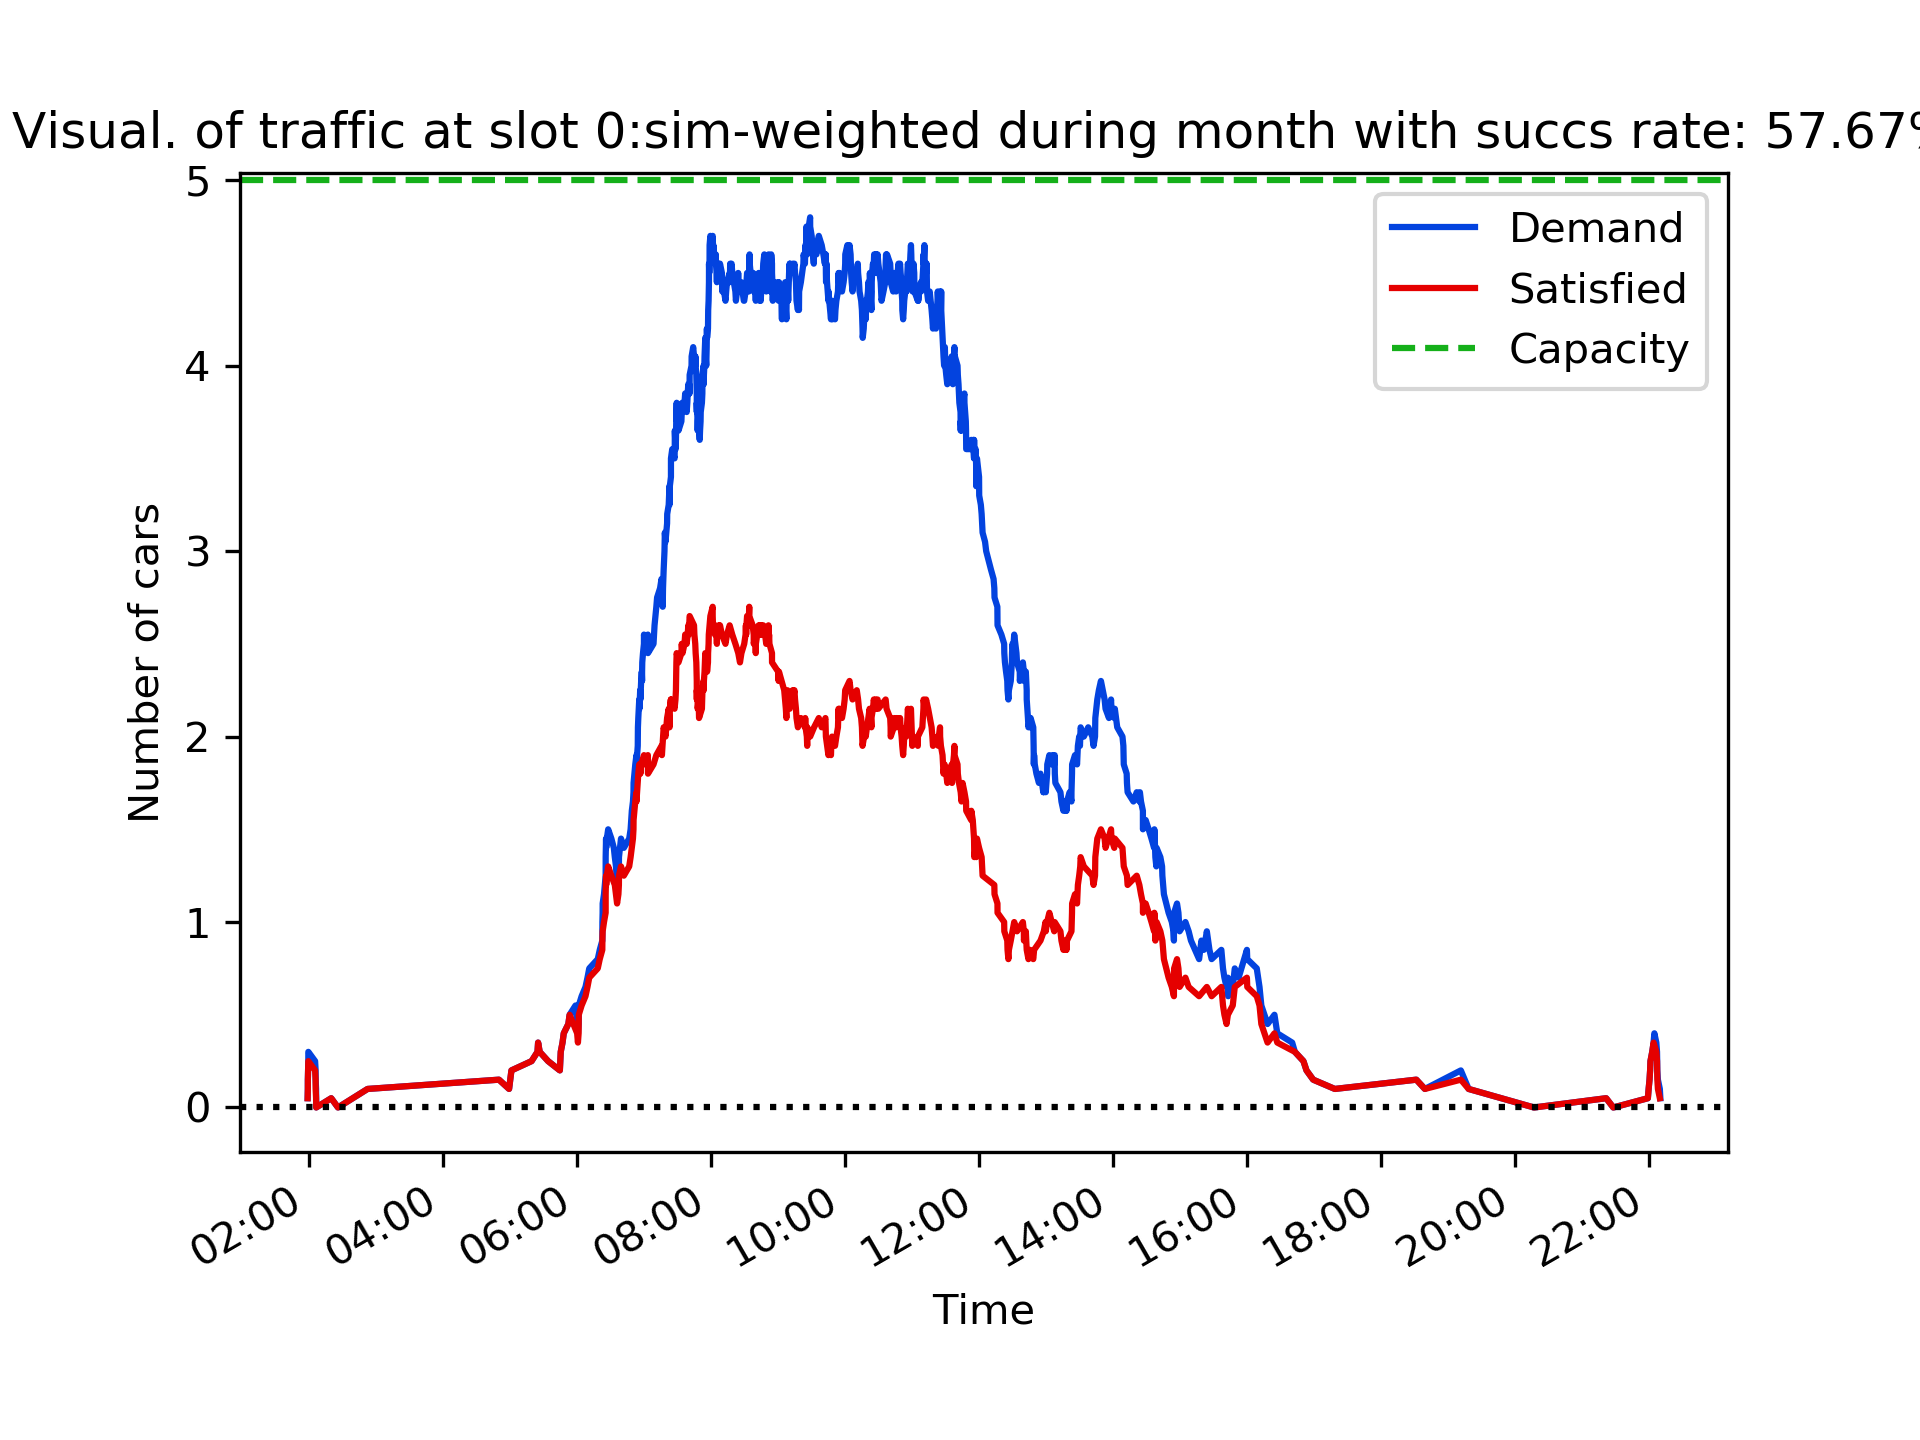 Visual. of traffic at slot 0:sim-weighted during month with succs rate: 57.67%
5
4
3
2
1
0
Number of cars
Demand
Satisfied
Capacity
02:00
04:00
06:00
08:00
10:00
12:00
14:00
16:00
18:00
20:00
22:00
Time